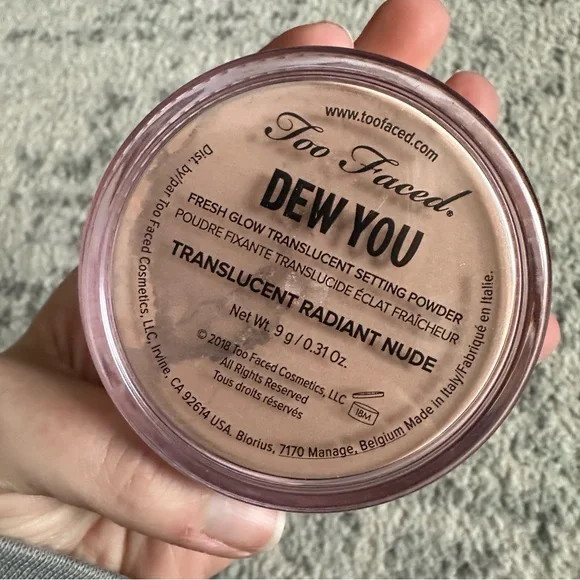 www.toofaced.com
Too Faced®
DEW YOU
FRESH GLOW TRANSLUCENT SETTING POWDER
POUDRE FIXANTE TRANSLUCIDE ÉCLAT FRAÎCHEUR
TRANSLUCENT RADIANT NUDE
Net Wt. 9 g / 0.31 Oz.
© 2018 Too Faced Cosmetics, LLC
All Rights Reserved
Tous droits réservés
18M
Dist. by/par Too Faced Cosmetics, LLC, Irvine, CA 92614 USA. Biorius, 7170 Manage, Belgium Made in Italy/Fabriqué en Italie.